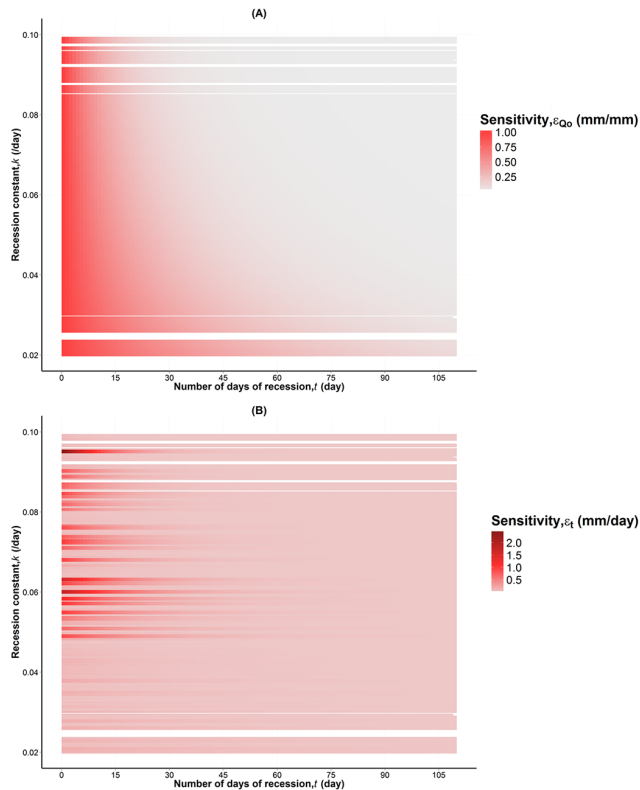 (A)
0.10
0.08
0.06
0.04
0.02
Recession constant,k (/day)
0 15 30 45 60 75 90 105
Number of days of recession,t (day)
Sensitivity,εQo (mm/mm)
1.00
0.75
0.50
0.25
(B)
0.10
0.08
0.06
0.04
0.02
Recession constant,k (/day)
0 15 30 45 60 75 90 105
Number of days of recession,t (day)
Sensitivity,εt (mm/day)
2.0
1.5
1.0
0.5